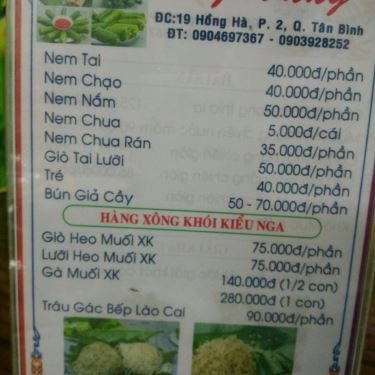 ĐC:19 Hồng Hà, P. 2, Q. Tân Bình
ĐT: 0904697367 - 0903928252
Nem Tai 40.000đ/phần
Nem Chạo 40.000đ/phần
Nem Nắm 50.000đ/phần
Nem Chua 5.000đ/cái
Nem Chua Rán 35.000đ/phần
Giò Tai Lưỡi 50.000đ/phần
Tré 40.000đ/phần
Bún Giả Cầy 50 - 70.000đ/phần
HÀNG XÔNG KHÓI KIỂU NGA
Giò Heo Muối XK 75.000đ/phần
Lưỡi Heo Muối XK 75.000đ/phần
Gà Muối XK 140.000đ (1/2 con)
280.000đ (1 con)
Trâu Gác Bếp Lào Cai 90.000đ/phần